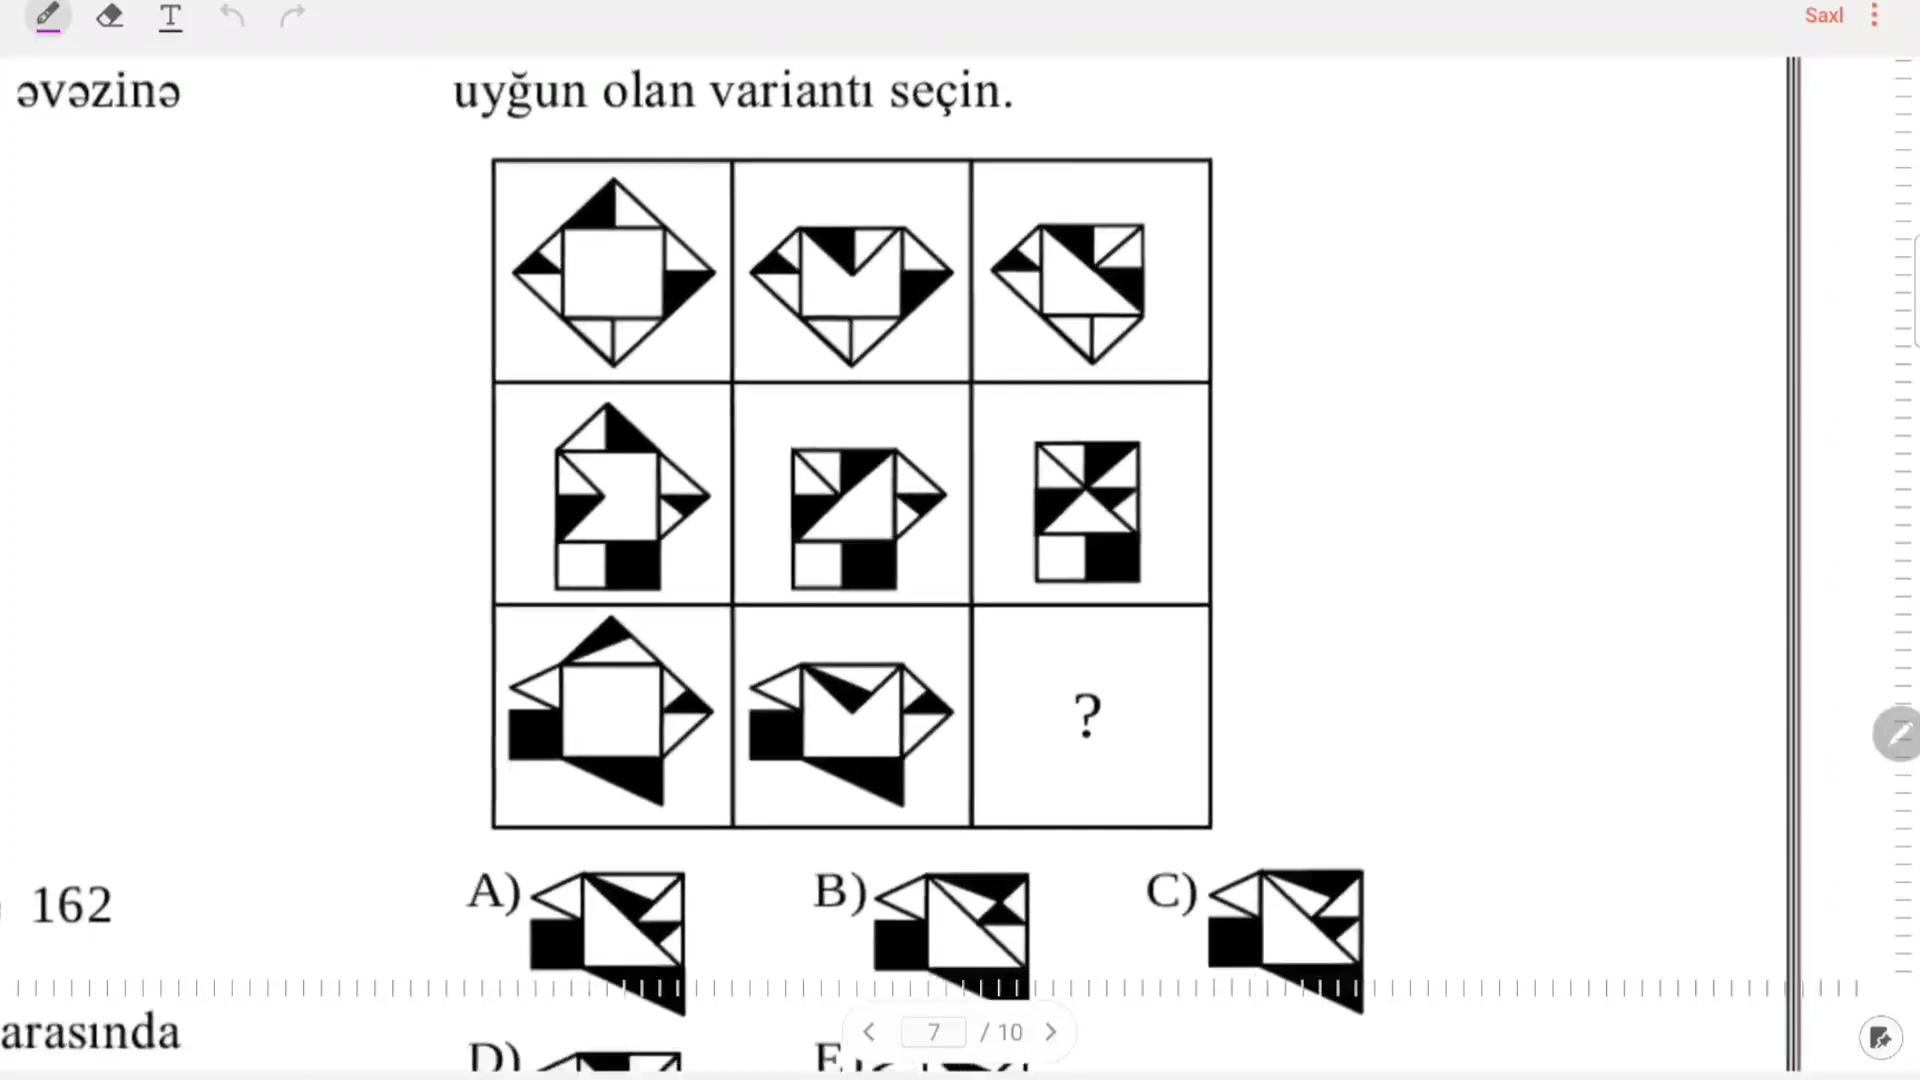 T
Saxl
əvəzinə uyğun olan variantı seçin.
?
162
A) B) C)
7 / 10
arasında
D) E